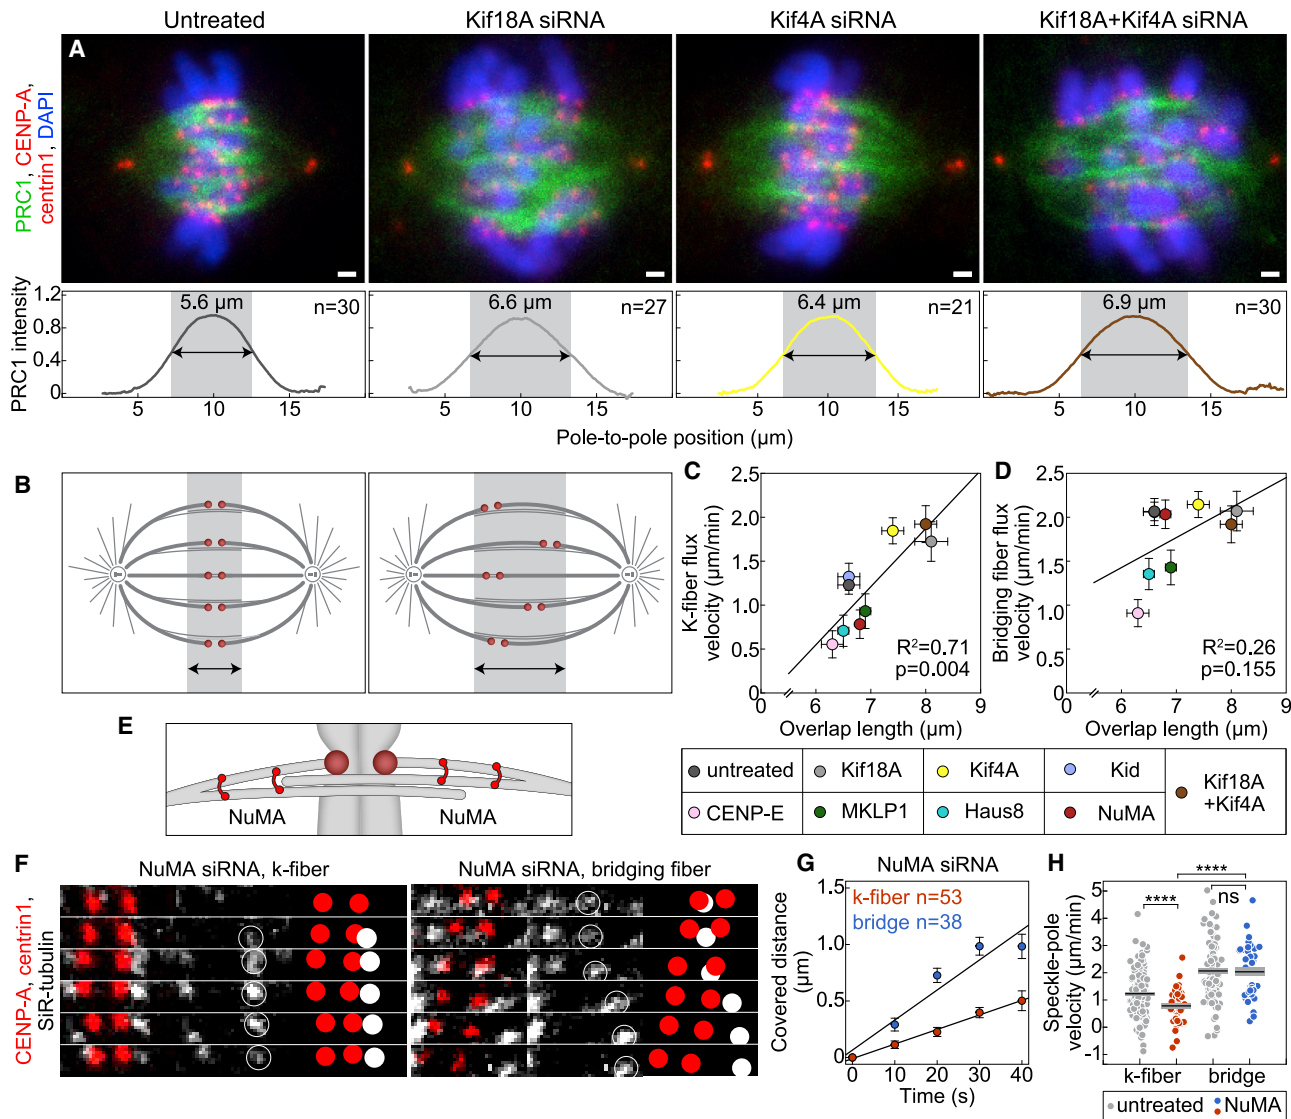 Untreated
Kif18A siRNA
Kif4A siRNA
Kif18A+Kif4A siRNA
A
PRC1, CENP-A,
centrin1, DAPI
PRC1 intensity
1.2
0.8
0.4
0
5.6 µm
n=30
6.6 µm
n=27
6.4 µm
n=21
6.9 µm
n=30
5 10 15
5 10 15
5 10 15
5 10 15
Pole-to-pole position (µm)
B
C
K-fiber flux
velocity (µm/min)
2.5
2.0
1.5
1.0
0.5
0
R²=0.71
p=0.004
0 6 7 8 9
Overlap length (µm)
D
Bridging fiber flux
velocity (µm/min)
2.5
2.0
1.5
1.0
0.5
0
R²=0.26
p=0.155
0 6 7 8 9
Overlap length (µm)
untreated
Kif18A
Kif4A
Kid
Kif18A
+Kif4A
CENP-E
MKLP1
Haus8
NuMA
E
NuMA
NuMA
F
NuMA siRNA, k-fiber
NuMA siRNA, bridging fiber
CENP-A, centrin1,
SiR-tubulin
G
NuMA siRNA
k-fiber n=53
bridge n=38
Covered distance
(µm)
1.5
1.0
0.5
0
0 10 20 30 40
Time (s)
H
Speckle-pole
velocity (µm/min)
5
4
3
2
1
0
-1
****
****
ns
k-fiber bridge
untreated NuMA